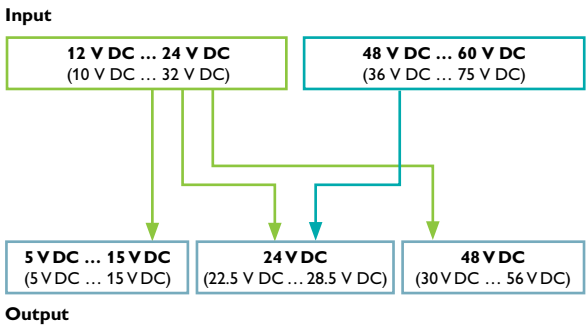 Input
12 V DC … 24 V DC
(10 V DC … 32 V DC)
48 V DC … 60 V DC
(36 V DC … 75 V DC)
5 V DC … 15 V DC
(5 V DC … 15 V DC)
24 V DC
(22.5 V DC … 28.5 V DC)
48 V DC
(30 V DC … 56 V DC)
Output